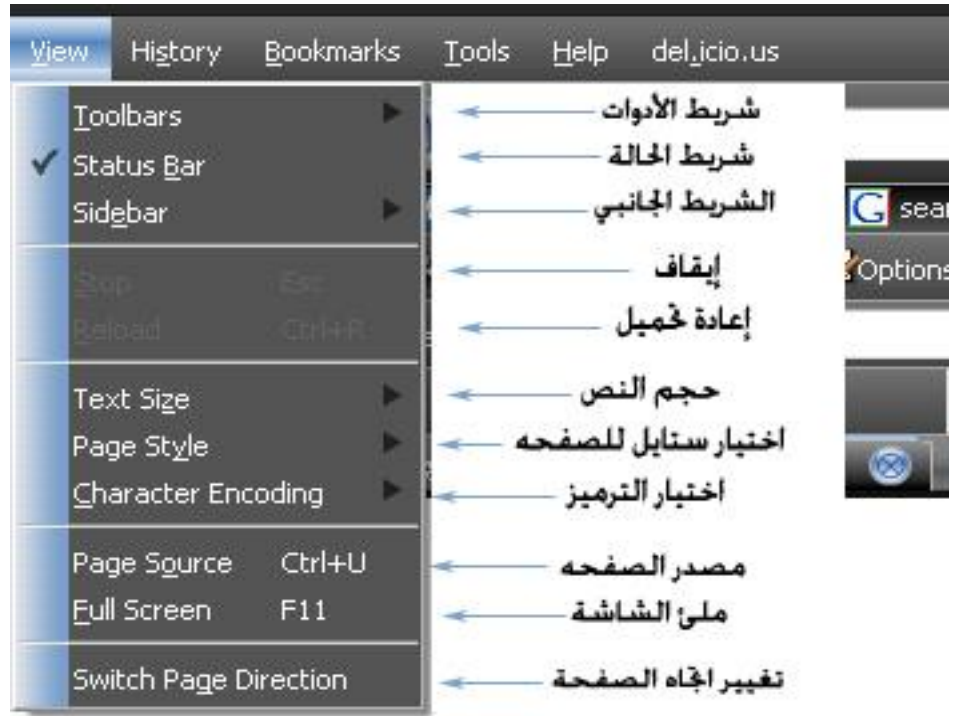 View History Bookmarks Tools Help del.icio.us
Toolbars شريط الأدوات
Status Bar شريط الحالة
Sidebar الشريط الجانبي
sear
Stop Esc إيقاف
Options
Reload Ctrl+R إعادة تحميل
Text Size حجم النص
Page Style اختيار ستايل للصفحه
Character Encoding اختيار الترميز
Page Source Ctrl+U مصدر الصفحه
Full Screen F11 ملئ الشاشة
Switch Page Direction تغيير اتجاه الصفحة